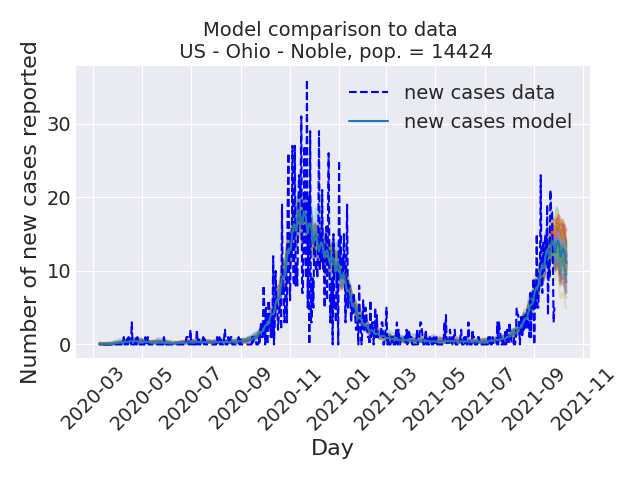 Model comparison to data
US - Ohio - Noble, pop. = 14424
new cases data
new cases model
Number of new cases reported
30
20
10
0
2020-03
2020-05
2020-07
2020-09
2020-11
2021-01
2021-03
2021-05
2021-07
2021-09
2021-11
Day